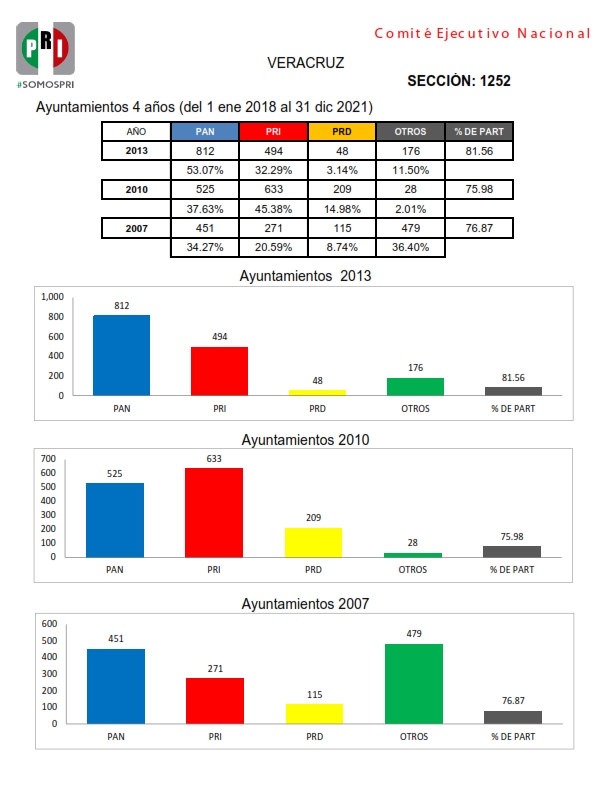 Comité Ejecutivo Nacional
PRI
#SOMOSPRI
VERACRUZ
SECCIÓN: 1252
Ayuntamientos 4 años (del 1 ene 2018 al 31 dic 2021)
AÑO PAN PRI PRD OTROS % DE PART
2013 812 494 48 176 81.56
53.07% 32.29% 3.14% 11.50%
2010 525 633 209 28 75.98
37.63% 45.38% 14.98% 2.01%
2007 451 271 115 479 76.87
34.27% 20.59% 8.74% 36.40%
Ayuntamientos 2013
1,000
800
600
400
200
0
812 494 48 176 81.56
PAN PRI PRD OTROS % DE PART
Ayuntamientos 2010
700
600
500
400
300
200
100
0
525 633 209 28 75.98
PAN PRI PRD OTROS % DE PART
Ayuntamientos 2007
600
500
400
300
200
100
0
451 271 115 479 76.87
PAN PRI PRD OTROS % DE PART